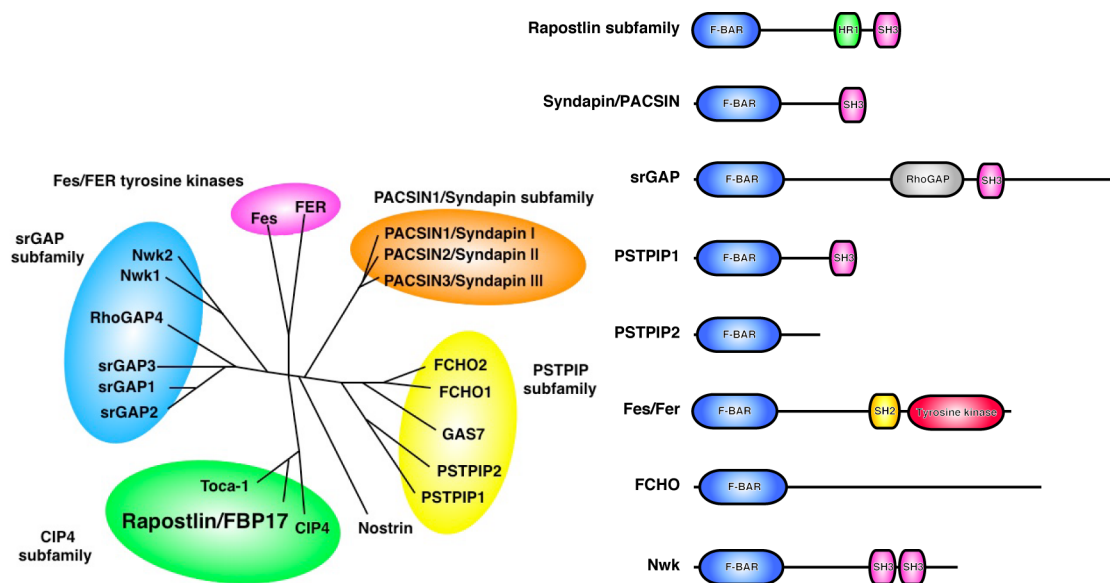 Fes/FER tyrosine kinases
FER
Fes
PACSIN1/Syndapin subfamily
PACSIN1/Syndapin I
PACSIN2/Syndapin II
PACSIN3/Syndapin III
srGAP
subfamily
Nwk2
Nwk1
RhoGAP4
srGAP3
srGAP1
srGAP2
PSTPIP
subfamily
FCHO2
FCHO1
GAS7
PSTPIP2
PSTPIP1
Toca-1
Rapostlin/FBP17
CIP4
CIP4
subfamily
Nostrin
Rapostlin subfamily
F-BAR
HR1
SH3
Syndapin/PACSIN
F-BAR
SH3
srGAP
F-BAR
RhoGAP
SH3
PSTPIP1
F-BAR
SH3
PSTPIP2
F-BAR
Fes/Fer
F-BAR
SH2
Tyrosine kinase
FCHO
F-BAR
Nwk
F-BAR
SH3
SH3